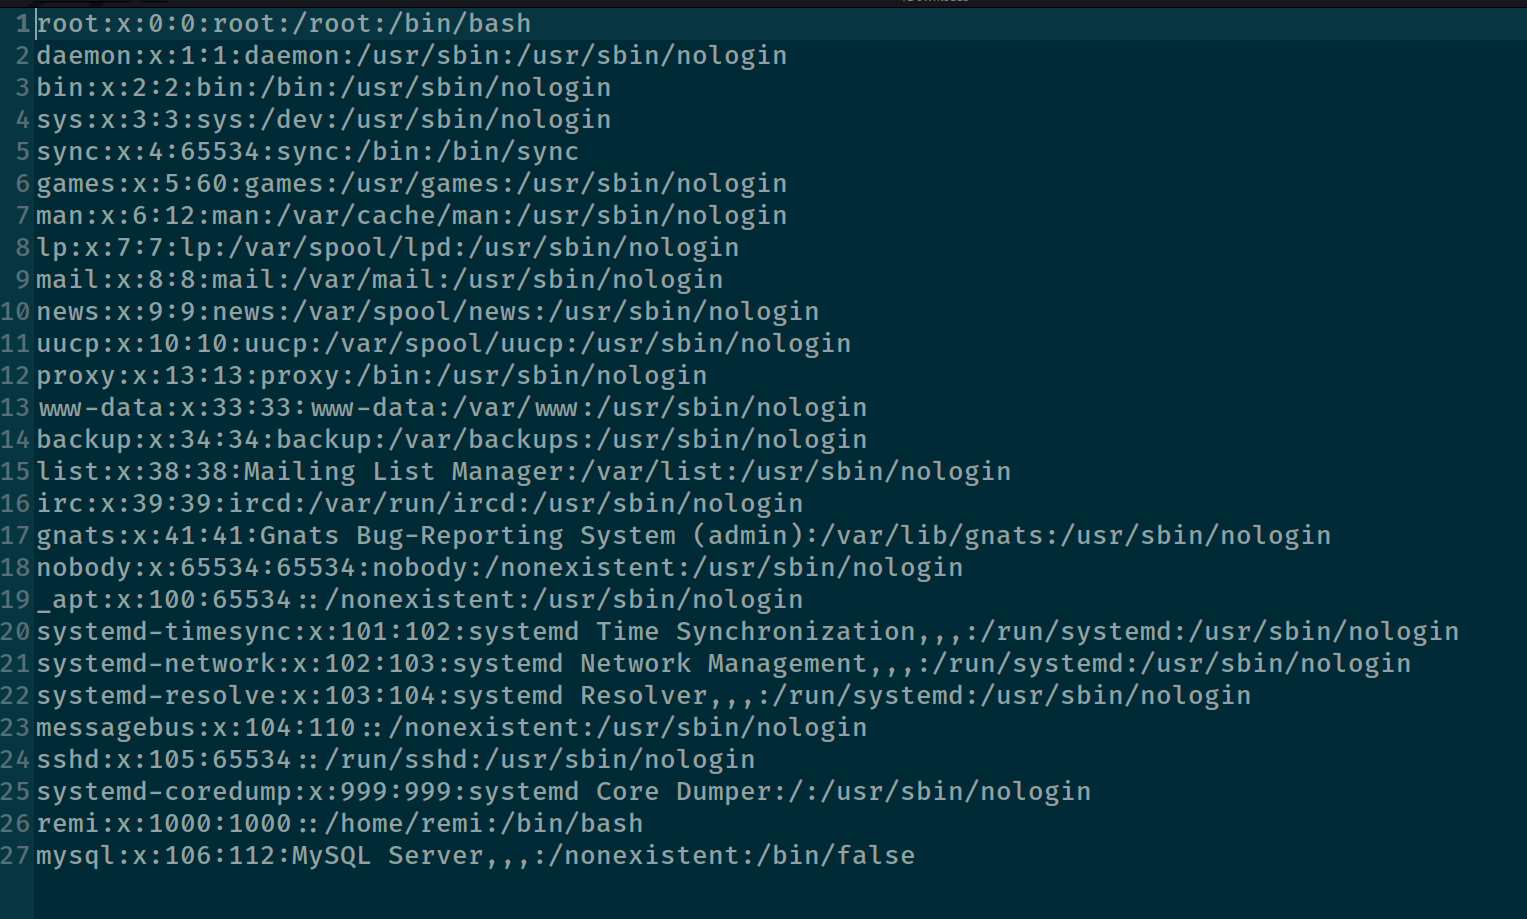 1 root:x:0:0:root:/root:/bin/bash
2 daemon:x:1:1:daemon:/usr/sbin:/usr/sbin/nologin
3 bin:x:2:2:bin:/bin:/usr/sbin/nologin
4 sys:x:3:3:sys:/dev:/usr/sbin/nologin
5 sync:x:4:65534:sync:/bin:/bin/sync
6 games:x:5:60:games:/usr/games:/usr/sbin/nologin
7 man:x:6:12:man:/var/cache/man:/usr/sbin/nologin
8 lp:x:7:7:lp:/var/spool/lpd:/usr/sbin/nologin
9 mail:x:8:8:mail:/var/mail:/usr/sbin/nologin
10 news:x:9:9:news:/var/spool/news:/usr/sbin/nologin
11 uucp:x:10:10:uucp:/var/spool/uucp:/usr/sbin/nologin
12 proxy:x:13:13:proxy:/bin:/usr/sbin/nologin
13 www-data:x:33:33:www-data:/var/www:/usr/sbin/nologin
14 backup:x:34:34:backup:/var/backups:/usr/sbin/nologin
15 list:x:38:38:Mailing List Manager:/var/list:/usr/sbin/nologin
16 irc:x:39:39:ircd:/var/run/ircd:/usr/sbin/nologin
17 gnats:x:41:41:Gnats Bug-Reporting System (admin):/var/lib/gnats:/usr/sbin/nologin
18 nobody:x:65534:65534:nobody:/nonexistent:/usr/sbin/nologin
19 _apt:x:100:65534::/nonexistent:/usr/sbin/nologin
20 systemd-timesync:x:101:102:systemd Time Synchronization,,,:/run/systemd:/usr/sbin/nologin
21 systemd-network:x:102:103:systemd Network Management,,,:/run/systemd:/usr/sbin/nologin
22 systemd-resolve:x:103:104:systemd Resolver,,,:/run/systemd:/usr/sbin/nologin
23 messagebus:x:104:110::/nonexistent:/usr/sbin/nologin
24 sshd:x:105:65534::/run/sshd:/usr/sbin/nologin
25 systemd-coredump:x:999:999:systemd Core Dumper:/:/usr/sbin/nologin
26 remi:x:1000:1000::/home/remi:/bin/bash
27 mysql:x:106:112:MySQL Server,,,:/nonexistent:/bin/false